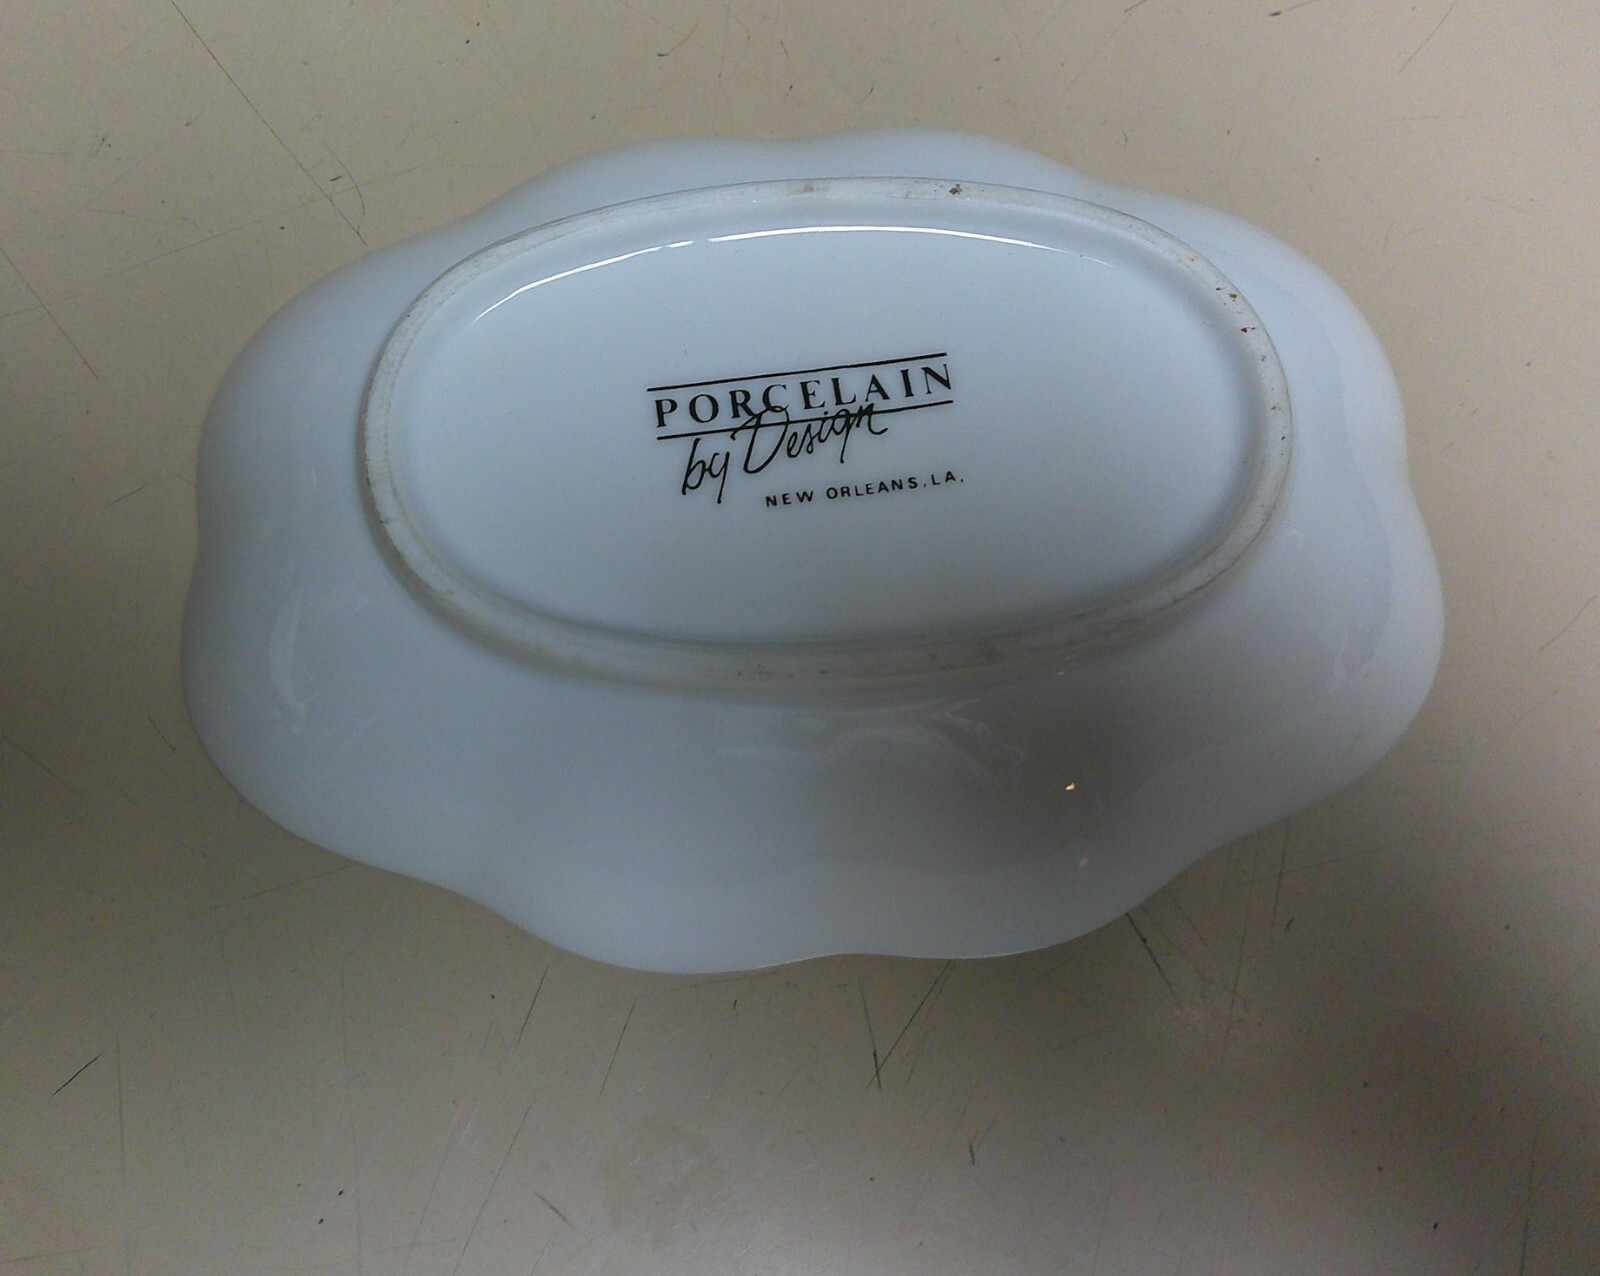 PORCELAIN
by Design
NEW ORLEANS, LA.